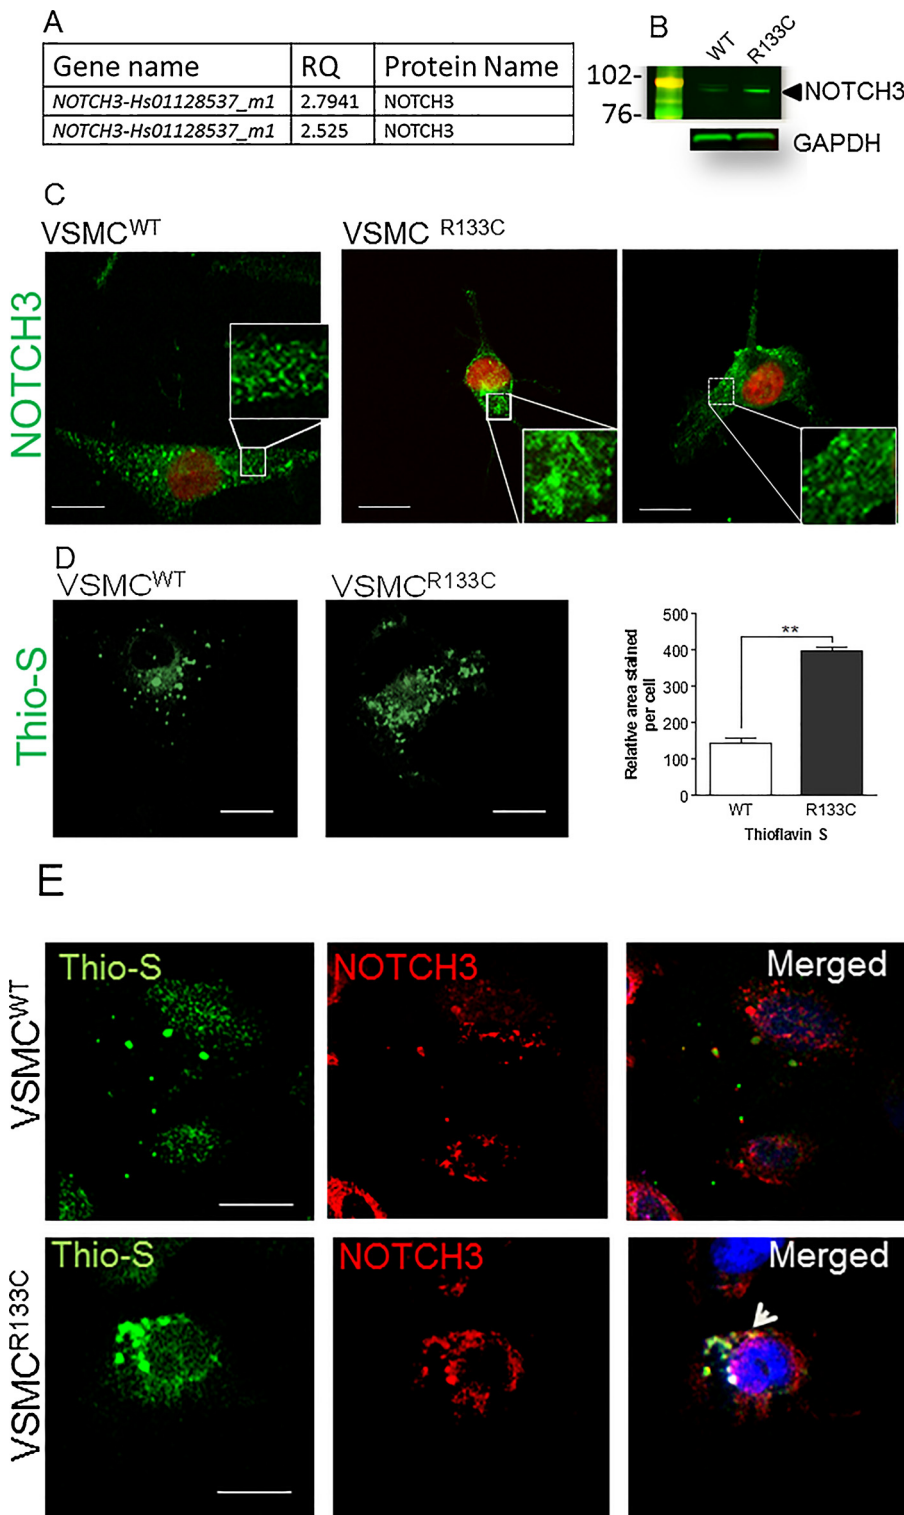 A
Gene name RQ Protein Name
NOTCH3-Hs01128537_m1 2.7941 NOTCH3
NOTCH3-Hs01128537_m1 2.525 NOTCH3
B
WT R133C
102-
76-
NOTCH3
GAPDH
C
VSMCWT VSMC R133C
NOTCH3
D
VSMCWT VSMCR133C
Thio-S
500
400
300
200
100
0
Relative area stained
per cell
**
WT R133C
Thioflavin S
E
VSMCWT
Thio-S NOTCH3 Merged
VSMCR133C
Thio-S NOTCH3 Merged